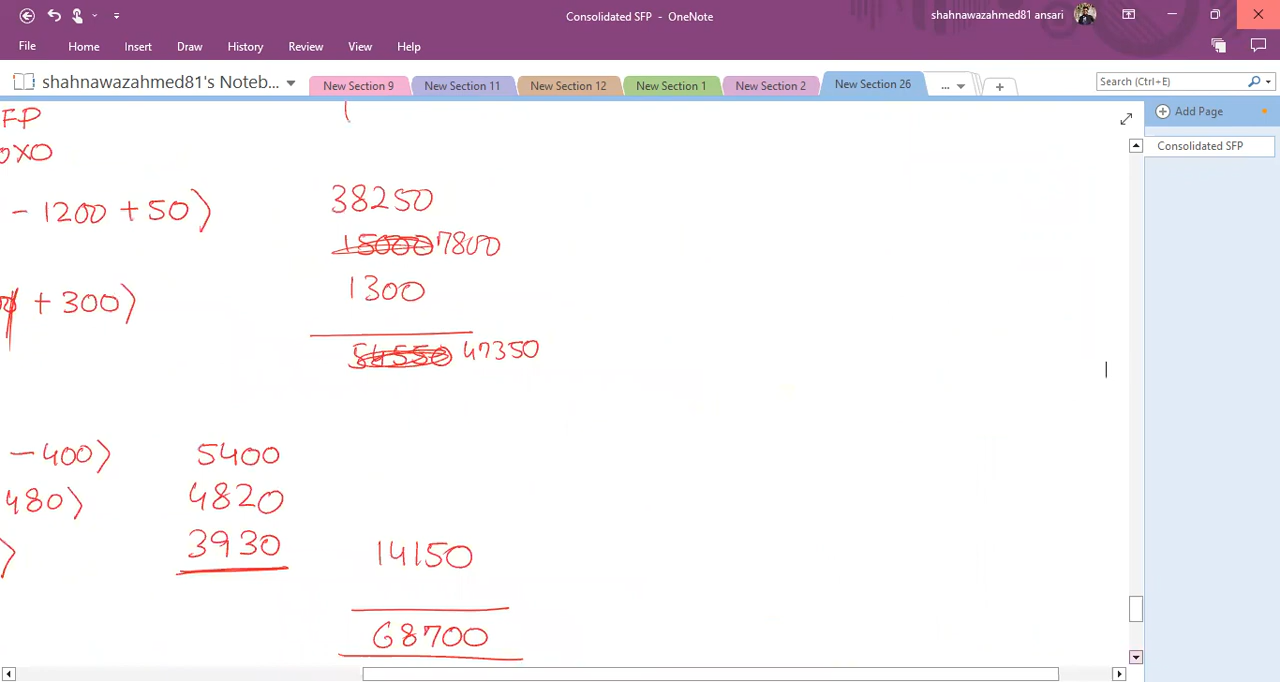 Consolidated SFP - OneNote
shahnawazahmed81 ansari
File Home Insert Draw History Review View Help
shahnawazahmed81's Noteb...
New Section 9 New Section 11 New Section 12 New Section 1 New Section 2 New Section 26 ...
Search (Ctrl+E)
Add Page
Consolidated SFP
FP
OXO
- 1200 + 50) 38250
15000 7800
+ 300) 1300
54550 47350
- 400) 5400
480) 4820
) 3930
14150
68700